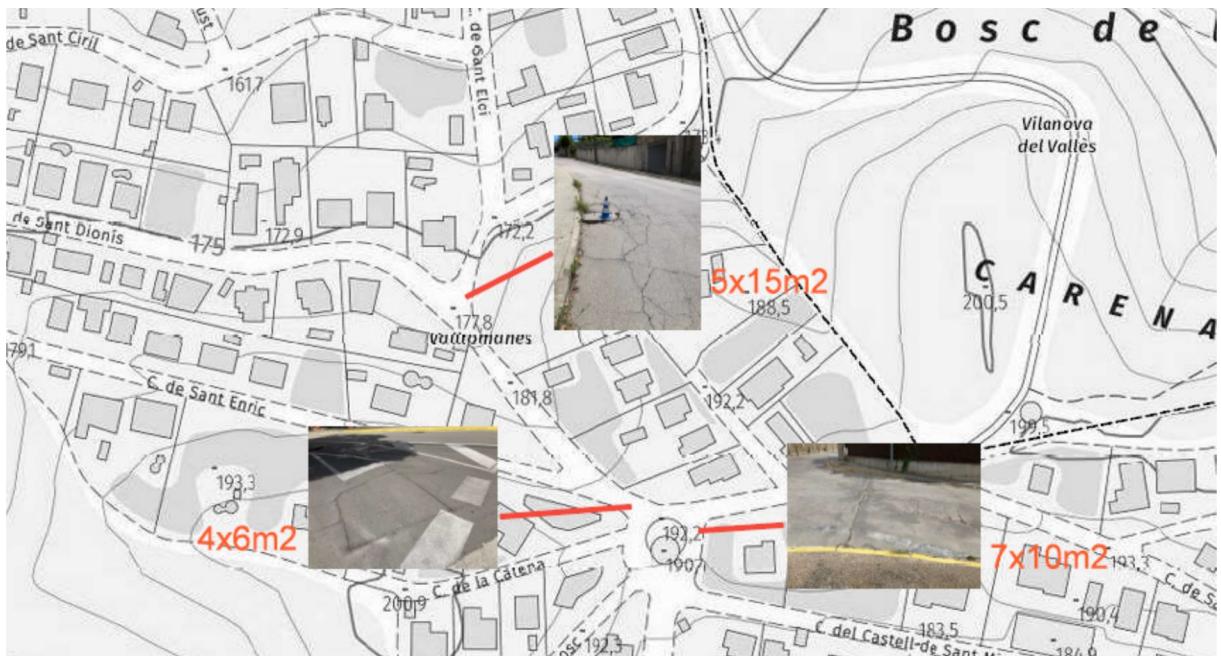 Bosc de
de Sant Ciril
161,7
C. de Sant Elci
Vilanova
del Vallès
de Sant Dionís
175
172,9
172,2
5x15m2
188,5
200,5
CARENA
177,8
Vallromanes
C. de Sant Enric
181,8
192,2
199,5
193,3
4x6m2
192,2
190,7
7x10m2
193,3
C. de la Carena
200,9
190,4
C. del Castell de Sant M
183,5
192,3
184,9